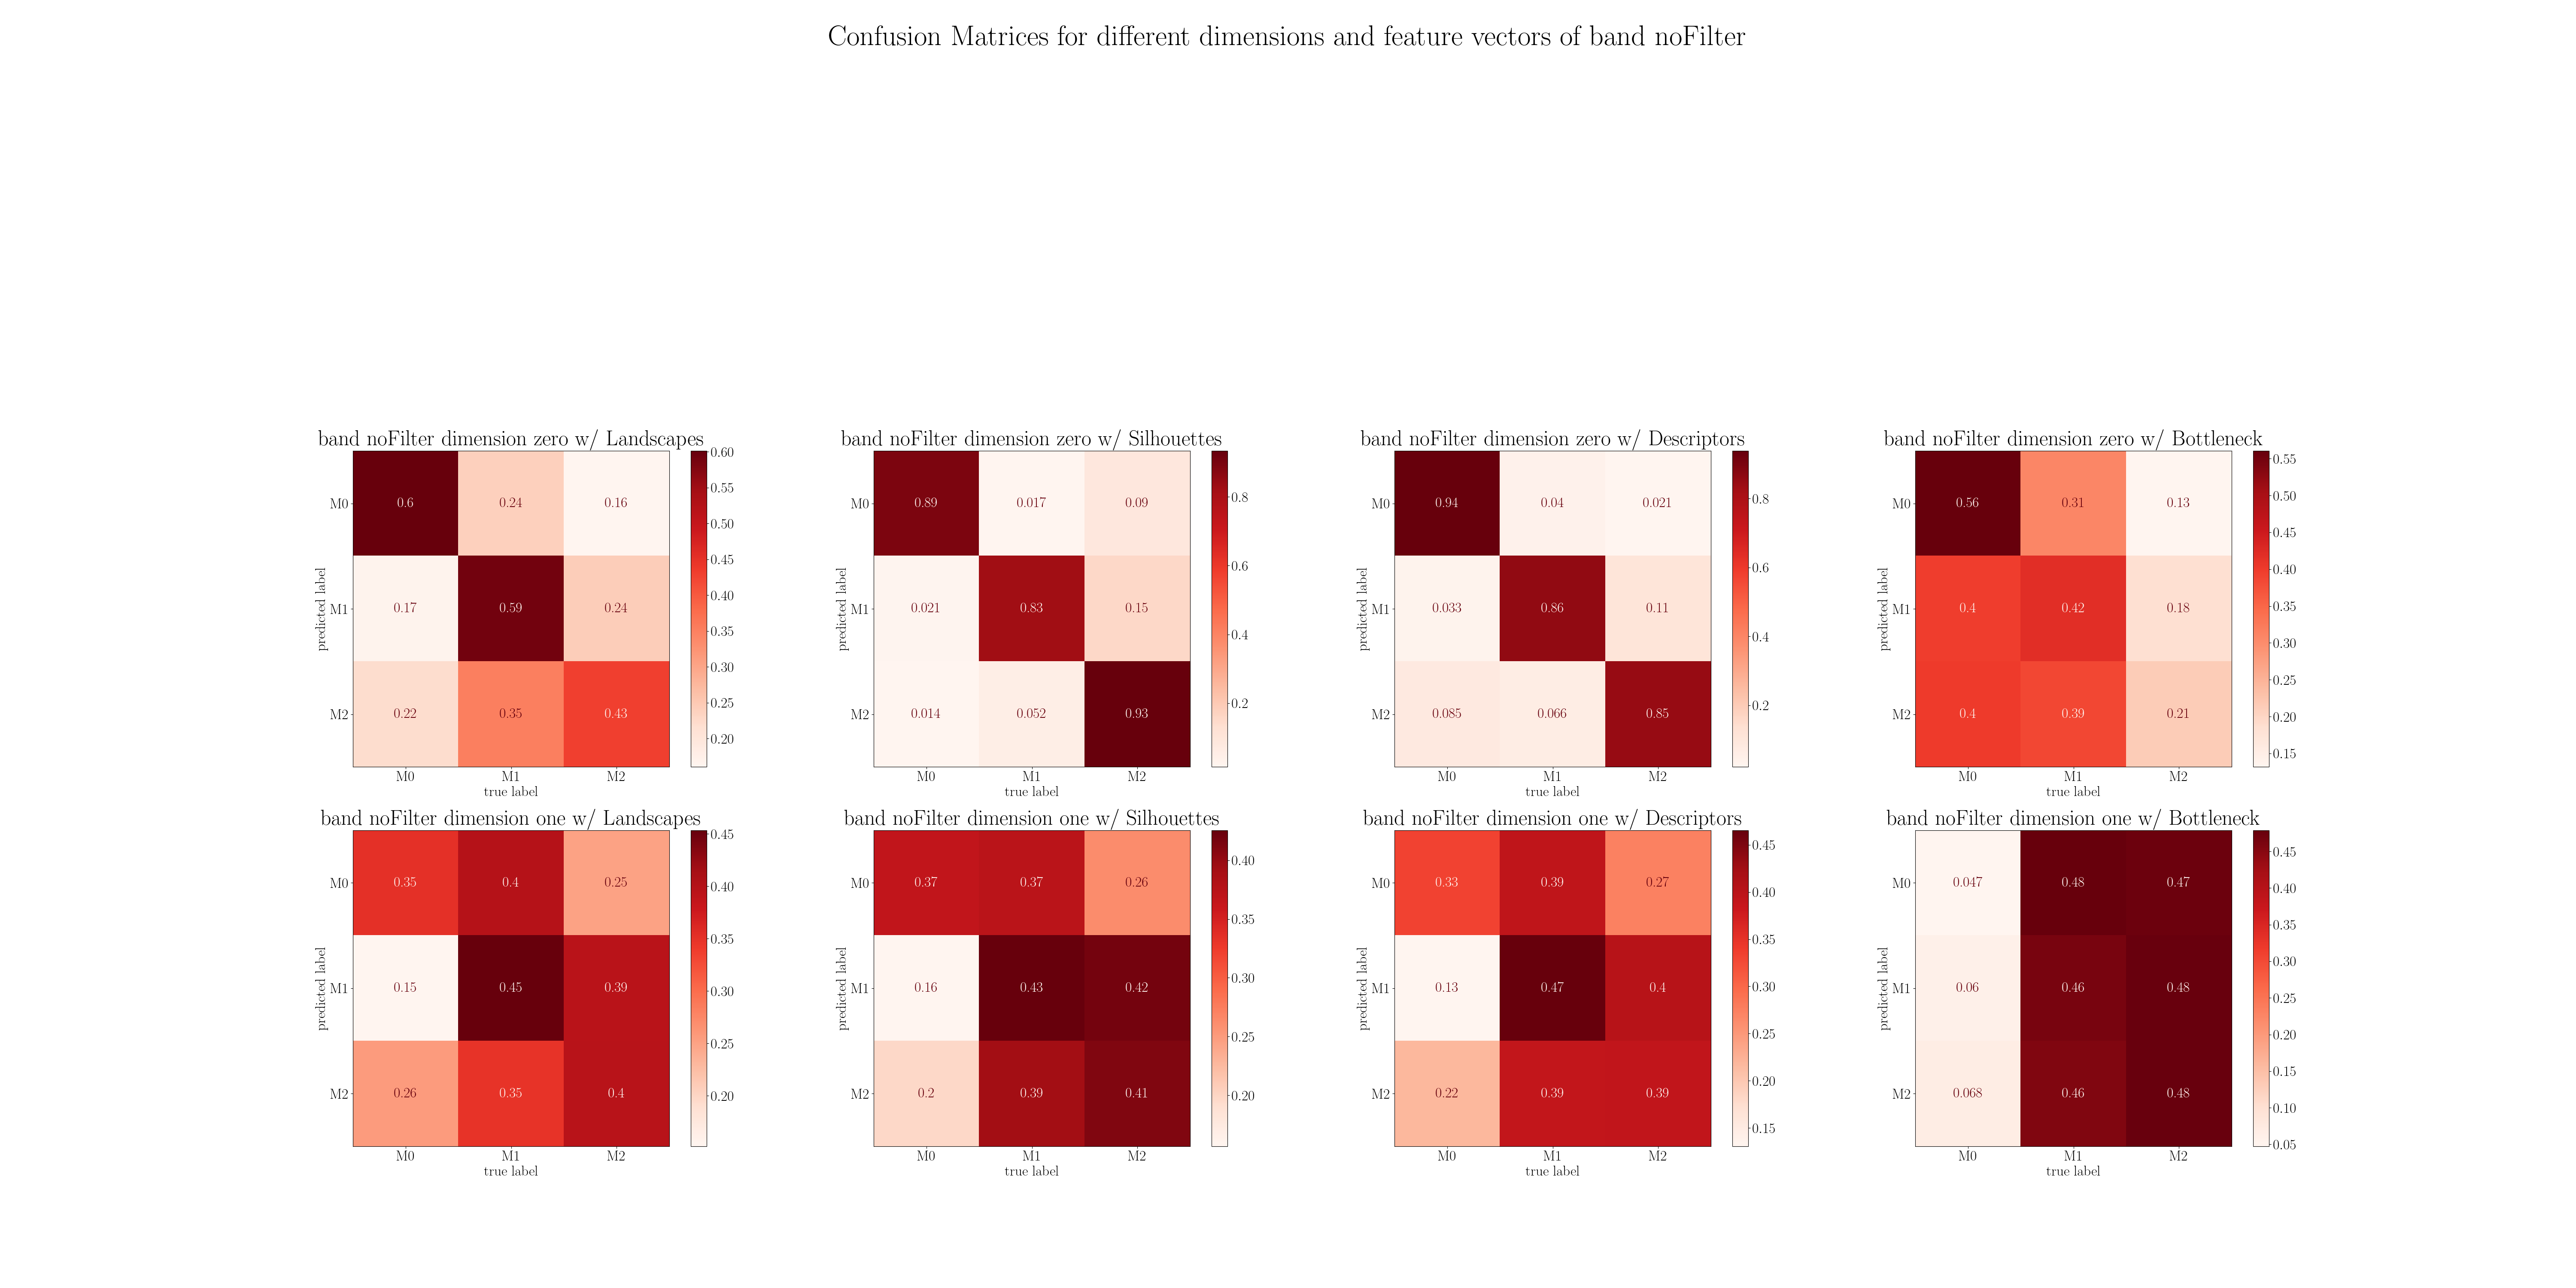 Confusion Matrices for different dimensions and feature vectors of band noFilter
band noFilter dimension zero w/ Landscapes
predicted label
M0 0.6 0.24 0.16
M1 0.17 0.59 0.24
M2 0.22 0.35 0.43
M0 M1 M2
true label
0.60
0.55
0.50
0.45
0.40
0.35
0.30
0.25
0.20
band noFilter dimension zero w/ Silhouettes
predicted label
M0 0.89 0.017 0.09
M1 0.021 0.83 0.15
M2 0.014 0.052 0.93
M0 M1 M2
true label
0.8
0.6
0.4
0.2
band noFilter dimension zero w/ Descriptors
predicted label
M0 0.94 0.04 0.021
M1 0.033 0.86 0.11
M2 0.085 0.066 0.85
M0 M1 M2
true label
0.8
0.6
0.4
0.2
band noFilter dimension zero w/ Bottleneck
predicted label
M0 0.56 0.31 0.13
M1 0.4 0.42 0.18
M2 0.4 0.39 0.21
M0 M1 M2
true label
0.55
0.50
0.45
0.40
0.35
0.30
0.25
0.20
0.15
band noFilter dimension one w/ Landscapes
predicted label
M0 0.35 0.4 0.25
M1 0.15 0.45 0.39
M2 0.26 0.35 0.4
M0 M1 M2
true label
0.45
0.40
0.35
0.30
0.25
0.20
band noFilter dimension one w/ Silhouettes
predicted label
M0 0.37 0.37 0.26
M1 0.16 0.43 0.42
M2 0.2 0.39 0.41
M0 M1 M2
true label
0.40
0.35
0.30
0.25
0.20
band noFilter dimension one w/ Descriptors
predicted label
M0 0.33 0.39 0.27
M1 0.13 0.47 0.4
M2 0.22 0.39 0.39
M0 M1 M2
true label
0.45
0.40
0.35
0.30
0.25
0.20
0.15
band noFilter dimension one w/ Bottleneck
predicted label
M0 0.047 0.48 0.47
M1 0.06 0.46 0.48
M2 0.068 0.46 0.48
M0 M1 M2
true label
0.45
0.40
0.35
0.30
0.25
0.20
0.15
0.10
0.05